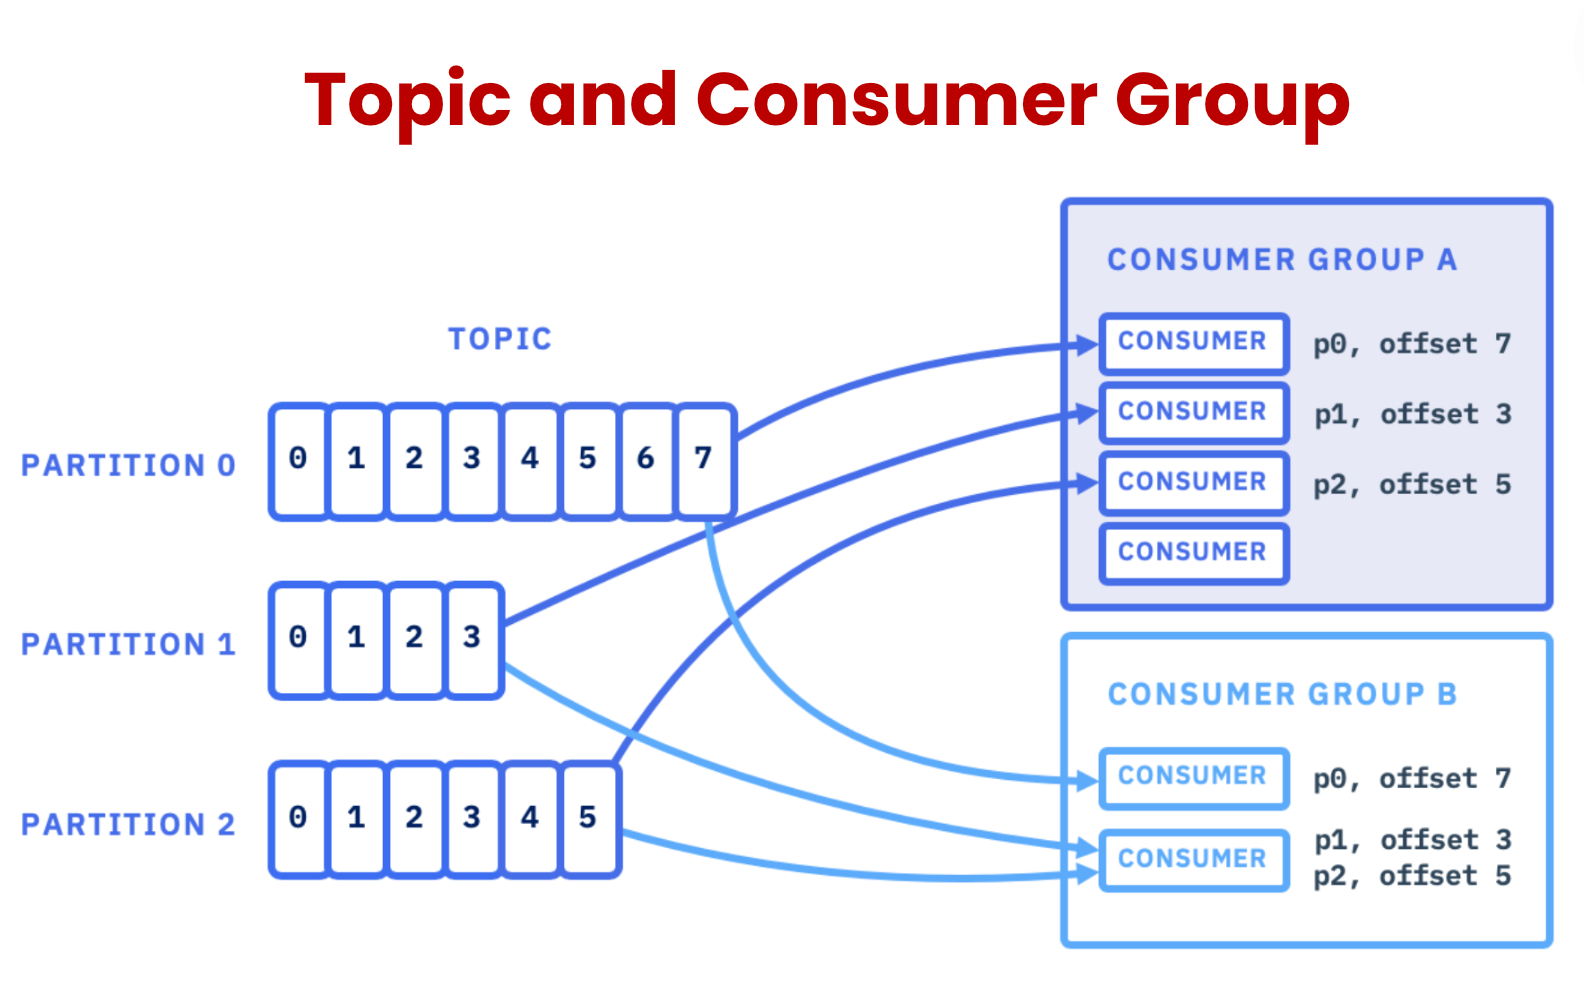 Topic and Consumer Group
TOPIC
PARTITION 0
0 1 2 3 4 5 6 7
PARTITION 1
0 1 2 3
PARTITION 2
0 1 2 3 4 5
CONSUMER GROUP A
CONSUMER p0, offset 7
CONSUMER p1, offset 3
CONSUMER p2, offset 5
CONSUMER
CONSUMER GROUP B
CONSUMER p0, offset 7
CONSUMER p1, offset 3
p2, offset 5